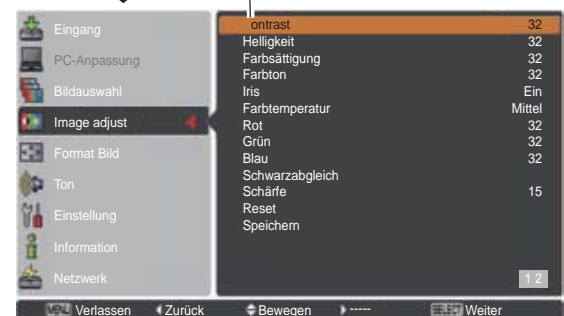 Eingang
PC-Anpassung
Bildauswahl
Image adjust
Format Bild
Ton
Einstellung
Information
Netzwerk
ontrast 32
Helligkeit 32
Farbsättigung 32
Farbton 32
Iris Ein
Farbtemperatur Mittel
Rot 32
Grün 32
Blau 32
Schwarzabgleich
Schärfe 15
Reset
Speichern
1 2
MENU Verlassen Zurück Bewegen ----- SELECT Weiter